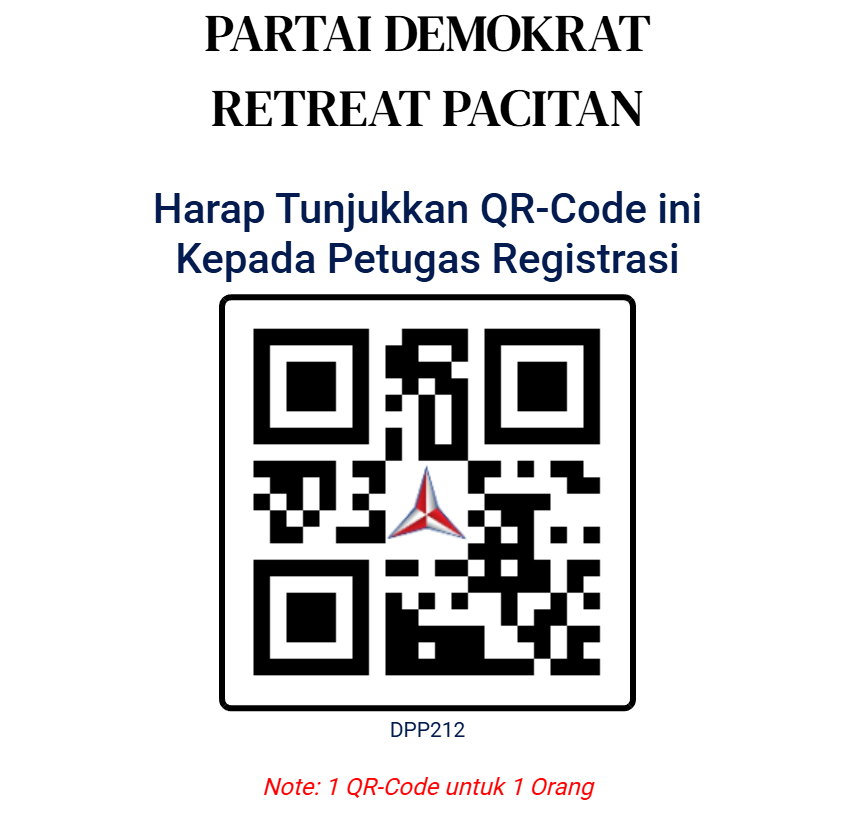 PARTAI DEMOKRAT
RETREAT PACITAN
Harap Tunjukkan QR-Code ini
Kepada Petugas Registrasi
DPP212
Note: 1 QR-Code untuk 1 Orang